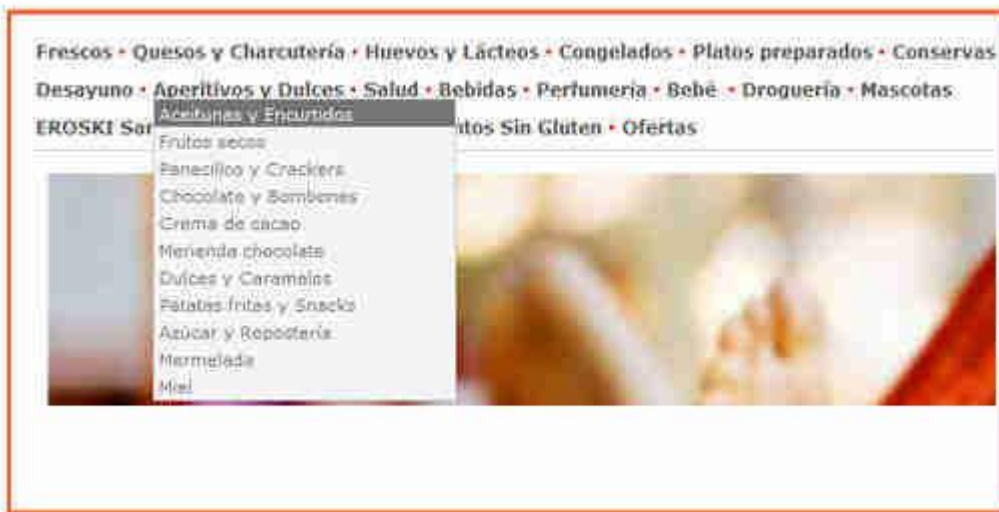 Frescos • Quesos y Charcutería • Huevos y Lácteos • Congelados • Platos preparados • Conservas
Desayuno • Aperitivos y Dulces • Salud • Bebidas • Perfumería • Bebé • Droguería • Mascotas
EROSKI ntos Sin Gluten • Ofertas
Aceitunas y Encurtidos
Frutos secos
Panecillos y Crackers
Chocolate y Bombones
Crema de cacao
Merienda chocolate
Dulces y Caramelos
Patatas fritas y Snacks
Azúcar y Repostería
Mermelada
Miel